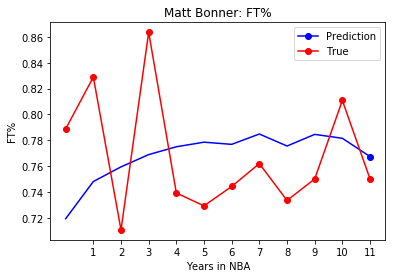 Matt Bonner: FT%
Prediction
True
FT%
0.86
0.84
0.82
0.80
0.78
0.76
0.74
0.72
1 2 3 4 5 6 7 8 9 10 11
Years in NBA